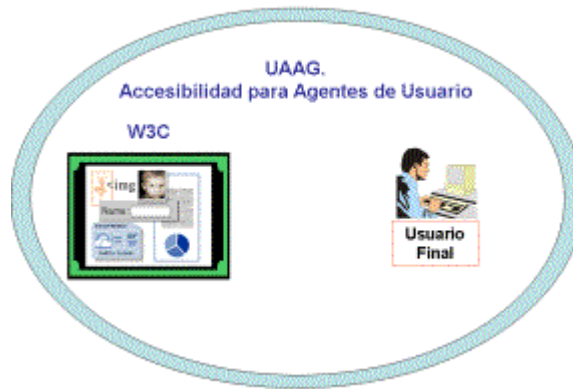 UAAG.
Accesibilidad para Agentes de Usuario
W3C
<img
Name:
Usuario
Final